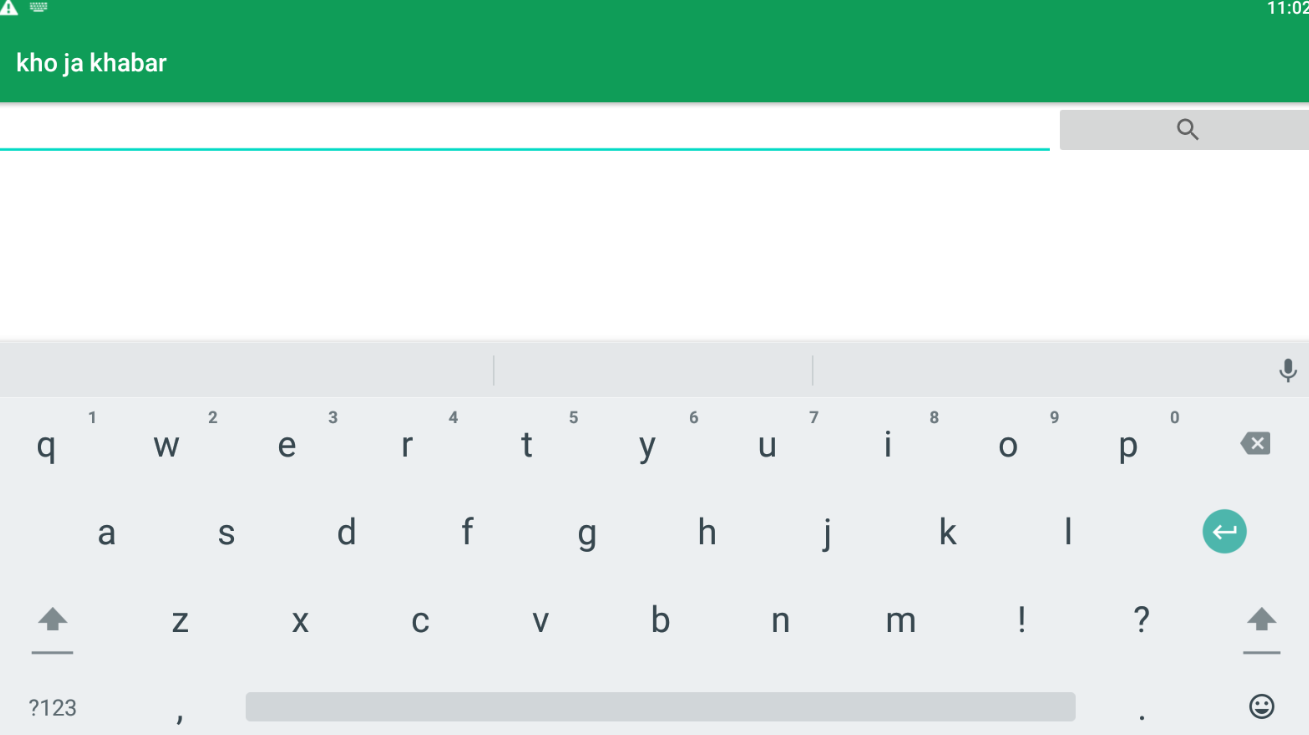 11:02
kho ja khabar
1 2 3 4 5 6 7 8 9 0
q w e r t y u i o p
a s d f g h j k l
z x c v b n m ! ?
?123 , .